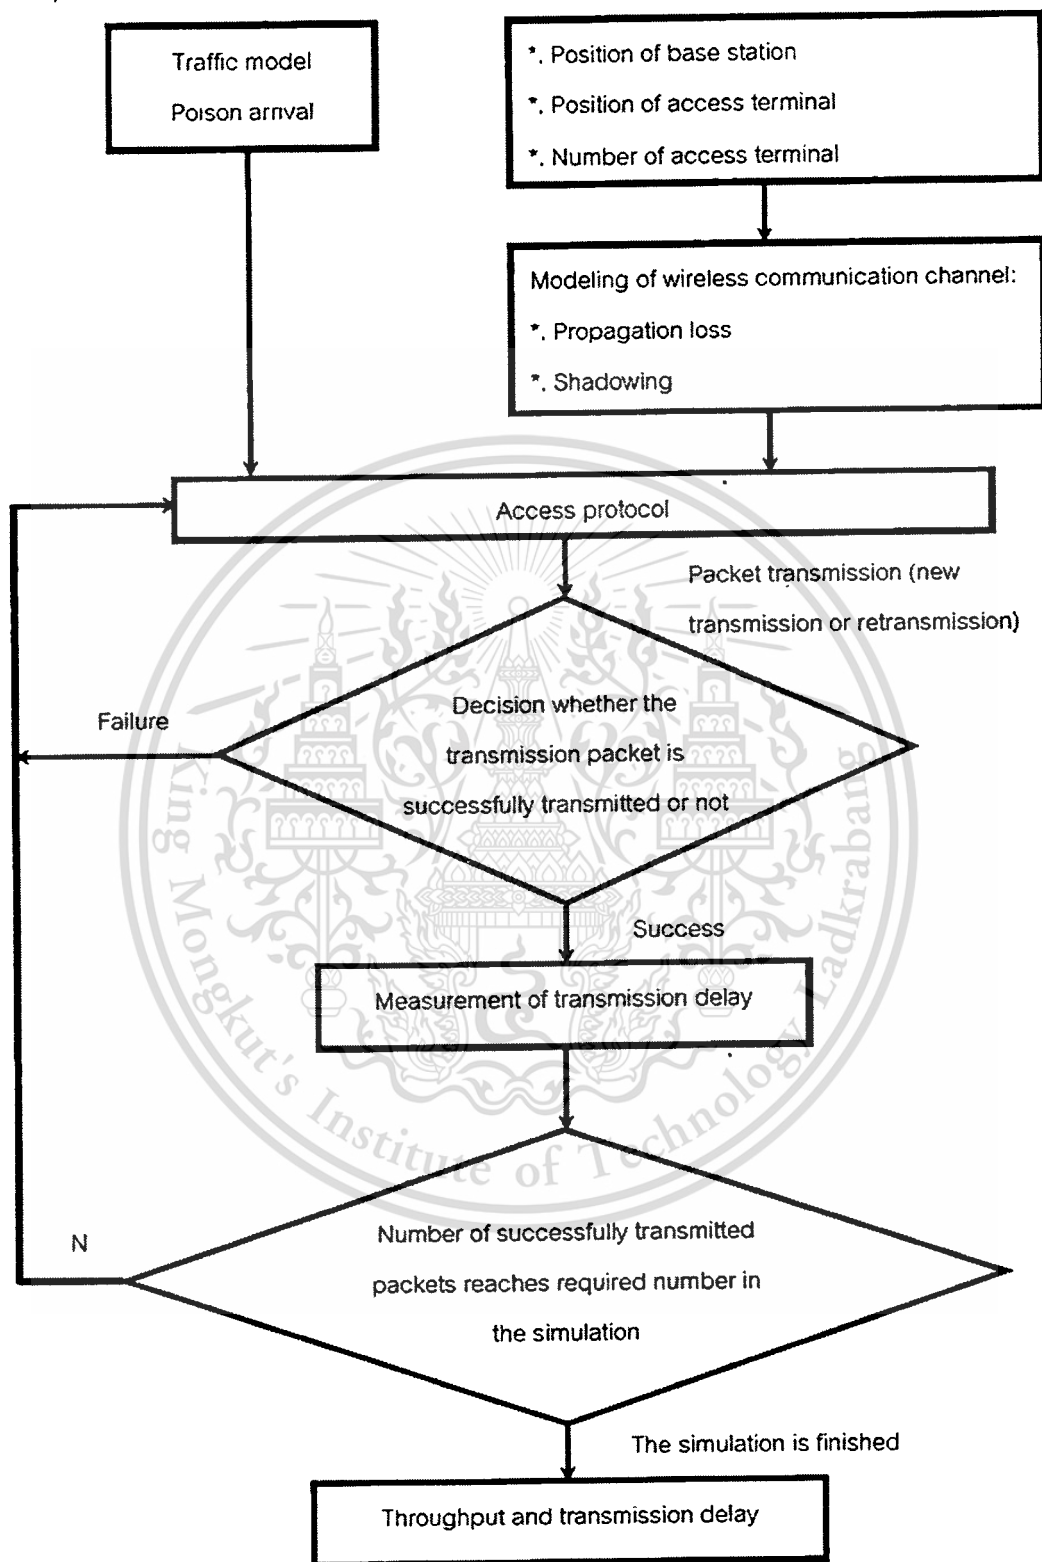 Traffic model
Poison arrival
*. Position of base station
*. Position of access terminal
*. Number of access terminal
Modeling of wireless communication channel:
*. Propagation loss
*. Shadowing
Access protocol
Packet transmission (new
transmission or retransmission)
Decision whether the
transmission packet is
successfully transmitted or not
Failure
Success
Measurement of transmission delay
Number of successfully transmitted
packets reaches required number in
the simulation
N
The simulation is finished
Throughput and transmission delay
King Mongkut's Institute of Technology Ladkrabang